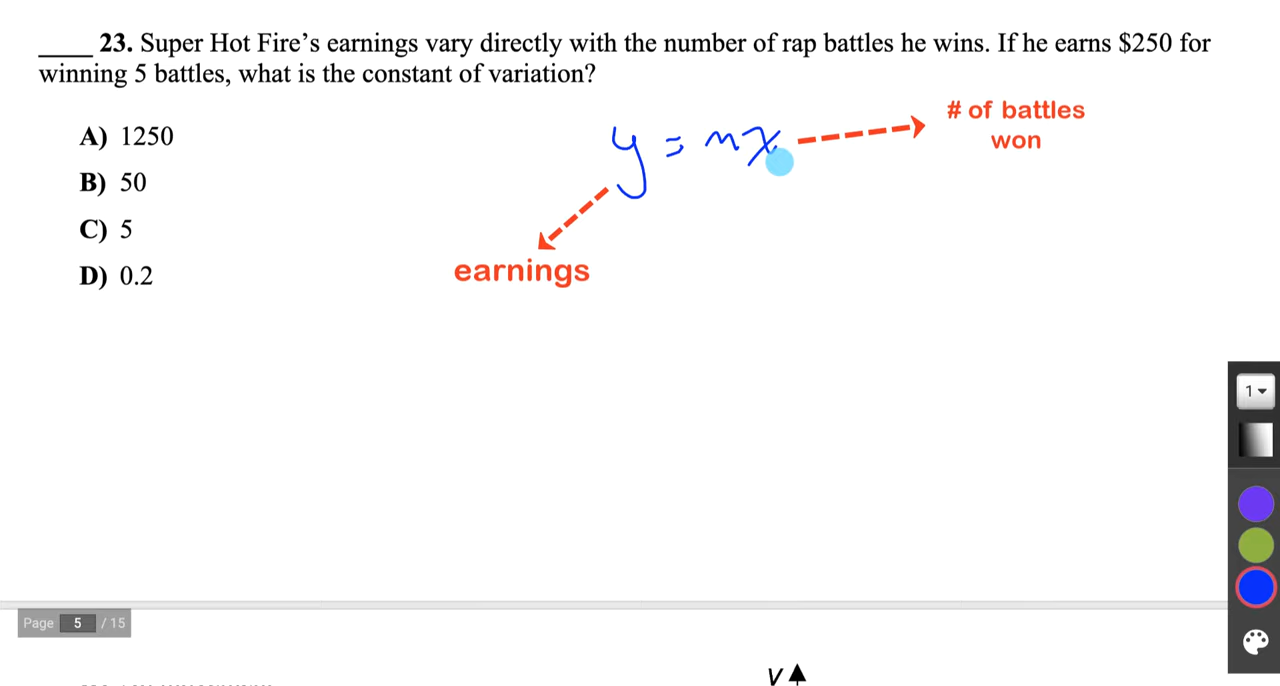 ____ 23. Super Hot Fire's earnings vary directly with the number of rap battles he wins. If he earns $250 for
winning 5 battles, what is the constant of variation?
# of battles
won
A) 1250
y = mx
B) 50
C) 5
earnings
D) 0.2
1
Page 5 / 15
V